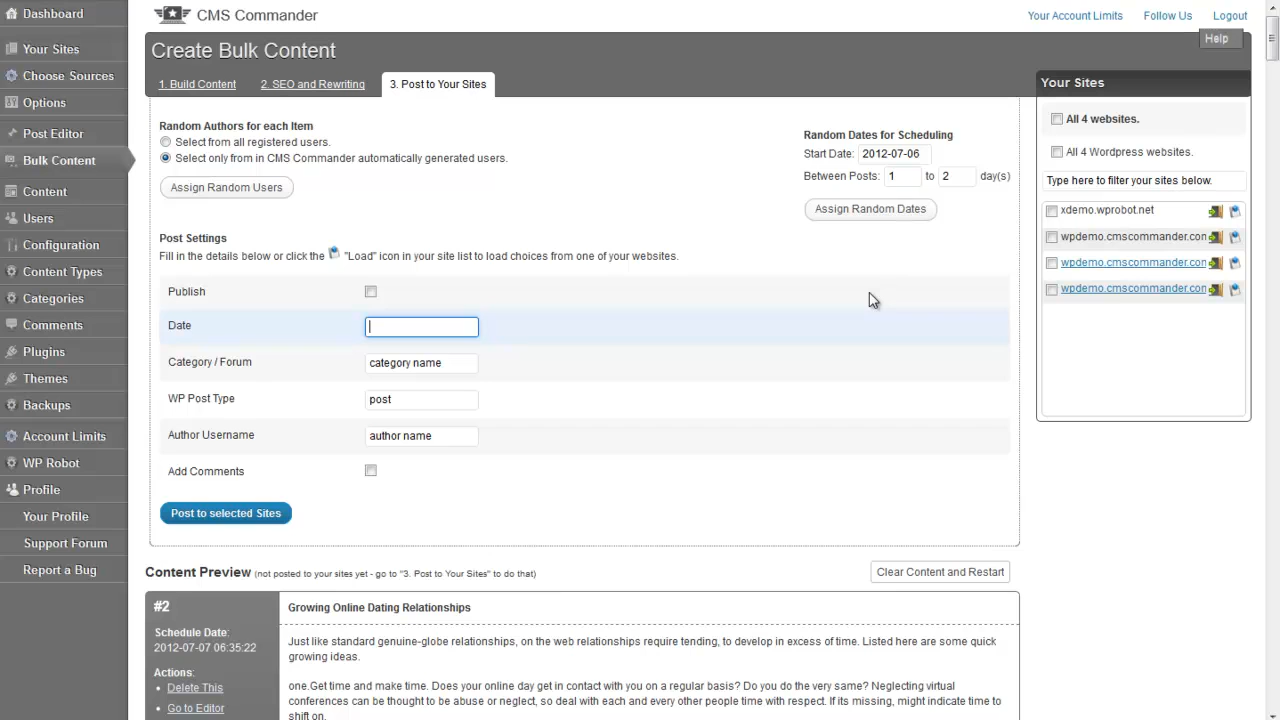 Dashboard
Your Sites
Choose Sources
Options
Post Editor
Bulk Content
Content
Users
Configuration
Content Types
Categories
Comments
Plugins
Themes
Backups
Account Limits
WP Robot
Profile
Your Profile
Support Forum
Report a Bug
CMS Commander
Your Account Limits
Follow Us
Logout
Create Bulk Content
Help
1. Build Content
2. SEO and Rewriting
3. Post to Your Sites
Random Authors for each Item
Select from all registered users.
Select only from in CMS Commander automatically generated users.
Assign Random Users
Random Dates for Scheduling
Start Date: 2012-07-06
Between Posts: 1 to 2 day(s)
Assign Random Dates
Post Settings
Fill in the details below or click the "Load" icon in your site list to load choices from one of your websites.
Publish
Date
Category / Forum category name
WP Post Type post
Author Username author name
Add Comments
Post to selected Sites
Your Sites
All 4 websites.
All 4 Wordpress websites.
Type here to filter your sites below.
xdemo.wprobot.net
wpdemo.cmscommander.con
wpdemo.cmscommander.con
wpdemo.cmscommander.con
Content Preview (not posted to your sites yet - go to "3. Post to Your Sites" to do that)
Clear Content and Restart
#2
Schedule Date:
2012-07-07 06:35:22
Actions:
• Delete This
• Go to Editor
Growing Online Dating Relationships
Just like standard genuine-globe relationships, on the web relationships require tending, to develop in excess of time. Listed here are some quick
growing ideas.
one.Get time and make time. Does your online day get in contact with you on a regular basis? Do you do the very same? Neglecting virtual
conferences can be thought to be abuse or neglect, so deal with each and every other people time with respect. If its missing, might indicate time to
shift on.